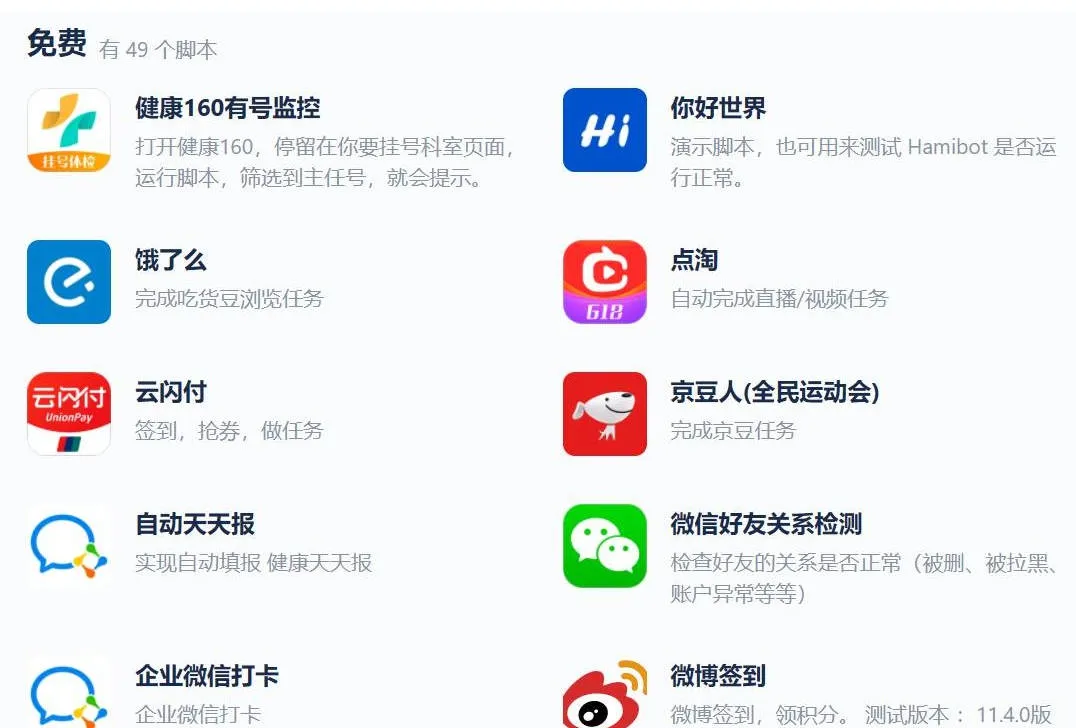 免费 有 49 个脚本
健康160有号监控
打开健康160，停留在你要挂号科室页面，
运行脚本，筛选到主任号，就会提示。
挂号体检
你好世界
演示脚本，也可用来测试 Hamibot 是否运
行正常。
Hi
饿了么
完成吃货豆浏览任务
e
点淘
自动完成直播/视频任务
618
云闪付
签到，抢券，做任务
云闪付
UnionPay
京豆人(全民运动会)
完成京豆任务
自动天天报
实现自动填报 健康天天报
微信好友关系检测
检查好友的关系是否正常（被删、被拉黑、
账户异常等等）
企业微信打卡
企业微信打卡
微博签到
微博签到，领积分。 测试版本： 11.4.0版